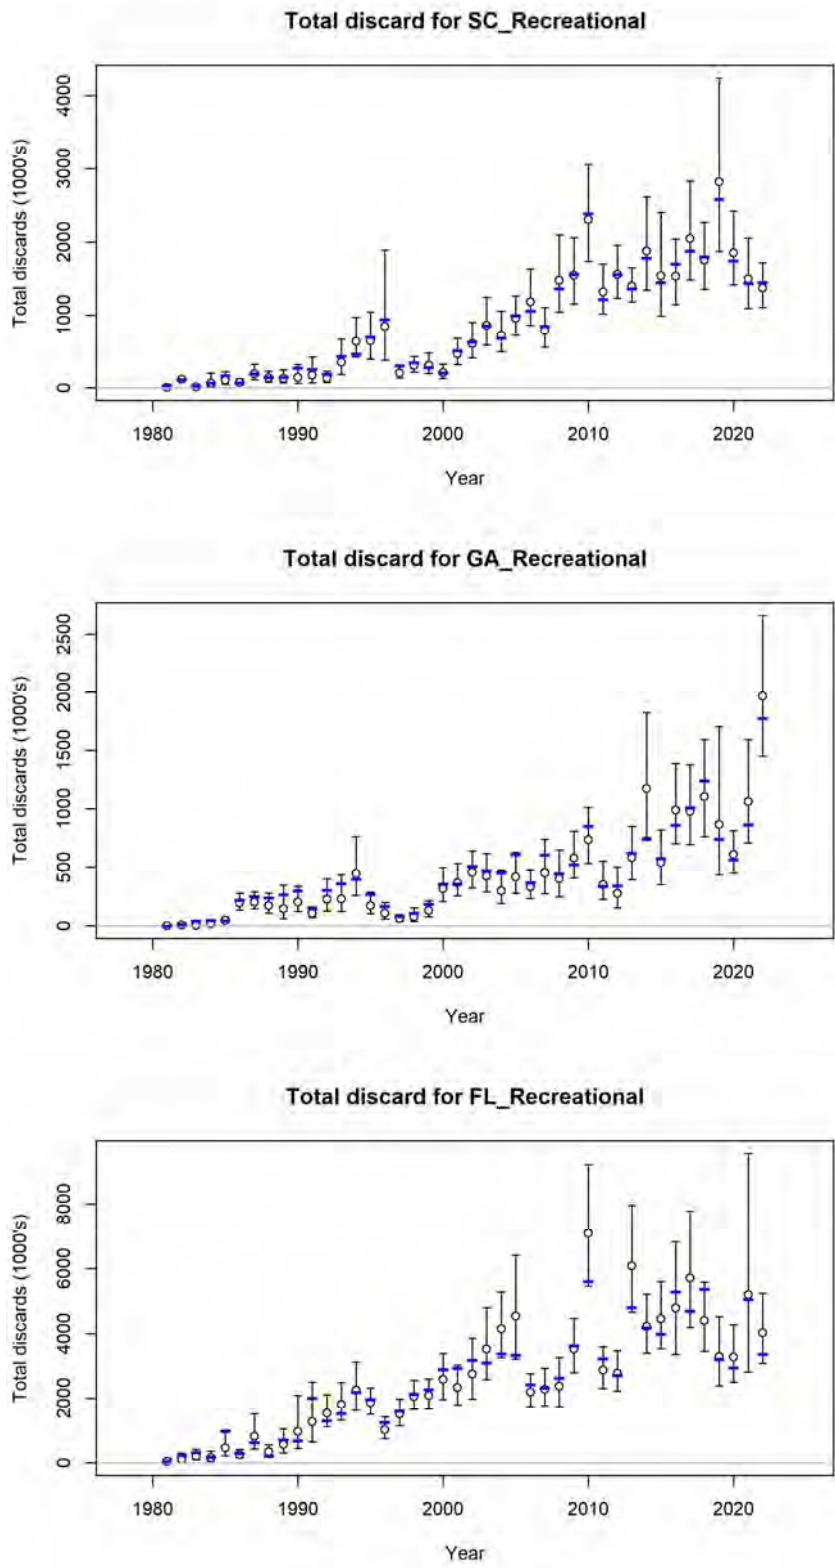 Total discard for SC_Recreational
Total discards (1000's)
4000
3000
2000
1000
0
1980 1990 2000 2010 2020
Year
Total discard for GA_Recreational
Total discards (1000's)
2500
2000
1500
1000
500
0
1980 1990 2000 2010 2020
Year
Total discard for FL_Recreational
Total discards (1000's)
8000
6000
4000
2000
0
1980 1990 2000 2010 2020
Year